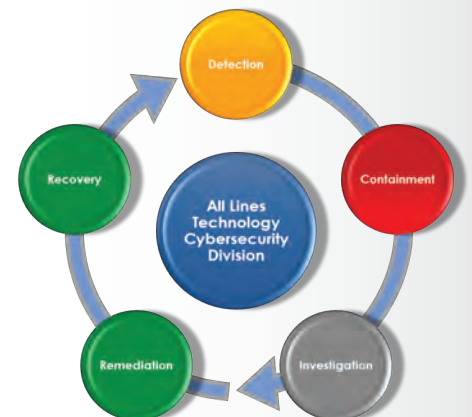 Detection
Containment
Investigation
Remediation
Recovery
All Lines
Technology
Cybersecurity
Division